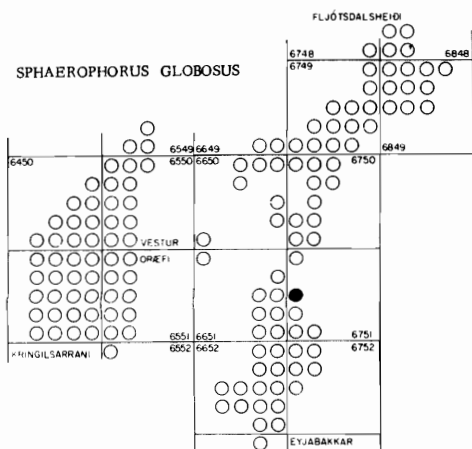 FLJÓTSDALSHEIÐI
6748 6848
6749
SPHAEROPHORUS GLOBOSUS
6549 6649
6450 6550 6650 6750 6849
VESTUR
ÖRÆFI
6551 6651 6751
KRINGILSARRANI 6552 6652 6752
EYJABAKKAR